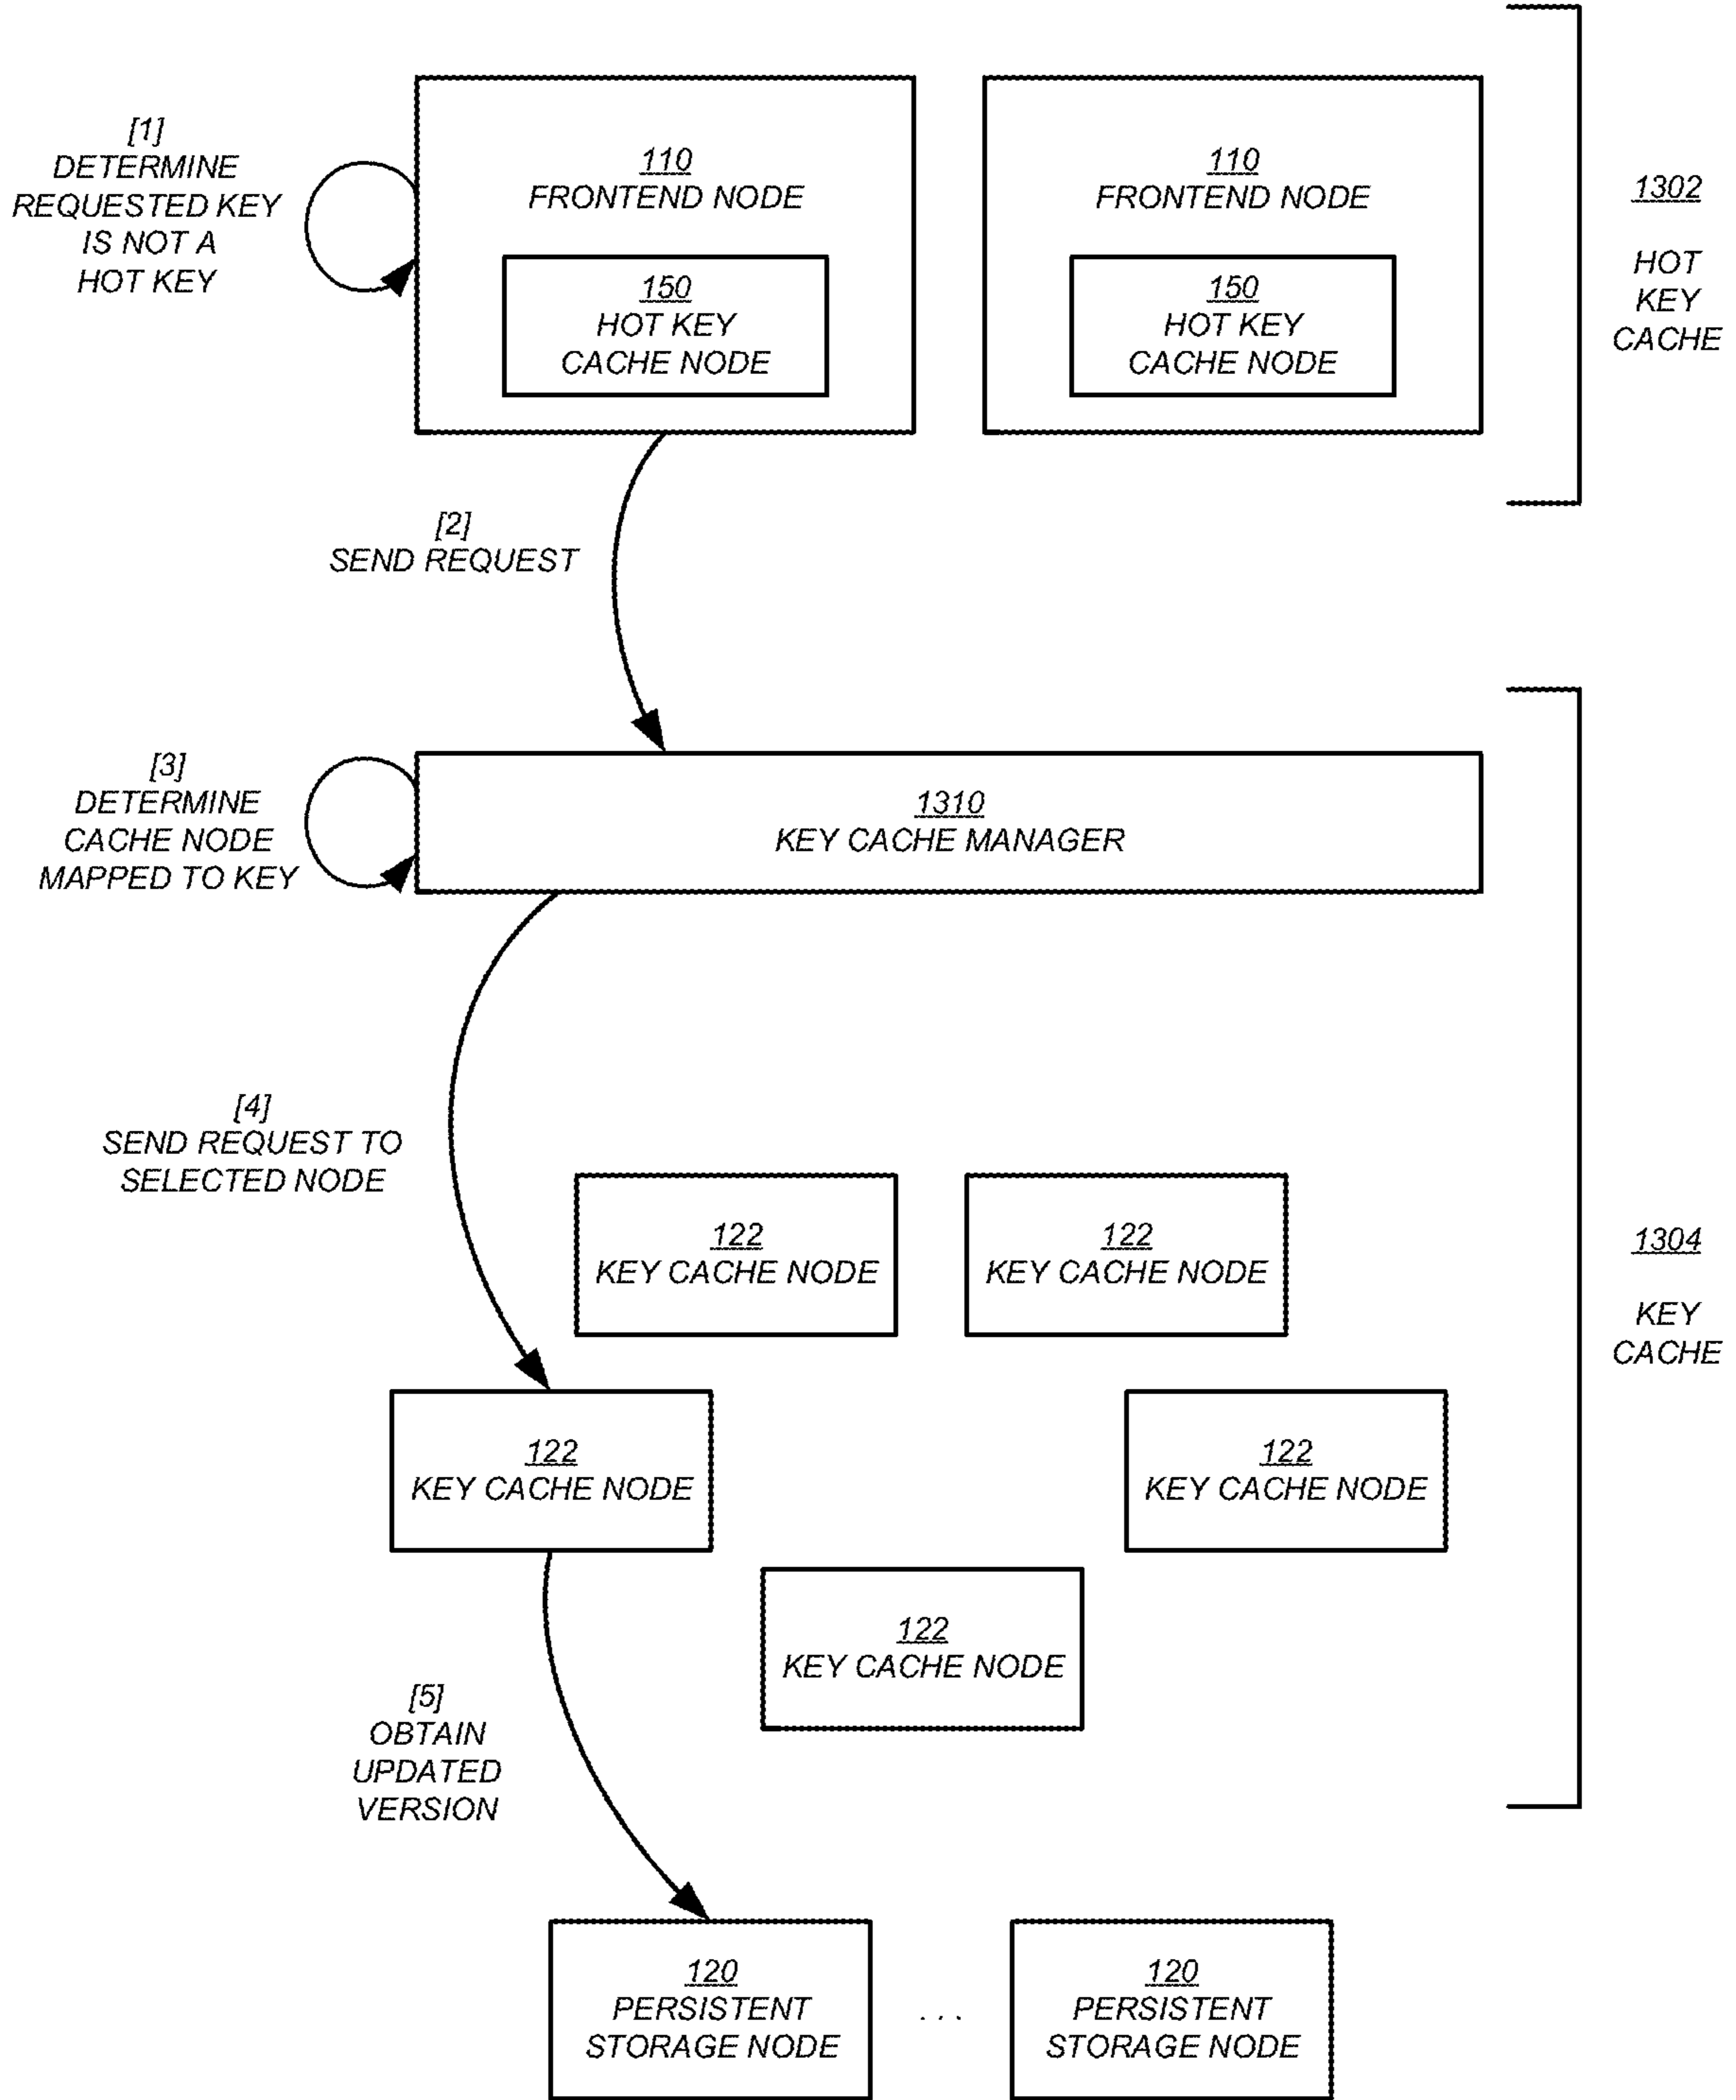 [1]
DETERMINE
REQUESTED KEY
IS NOT A
HOT KEY
110
FRONTEND NODE
150
HOT KEY
CACHE NODE
110
FRONTEND NODE
150
HOT KEY
CACHE NODE
1302
HOT
KEY
CACHE
[2]
SEND REQUEST
[3]
DETERMINE
CACHE NODE
MAPPED TO KEY
1310
KEY CACHE MANAGER
[4]
SEND REQUEST TO
SELECTED NODE
122
KEY CACHE NODE
122
KEY CACHE NODE
1304
KEY
CACHE
122
KEY CACHE NODE
122
KEY CACHE NODE
122
KEY CACHE NODE
[5]
OBTAIN
UPDATED
VERSION
120
PERSISTENT
STORAGE NODE
. . .
120
PERSISTENT
STORAGE NODE